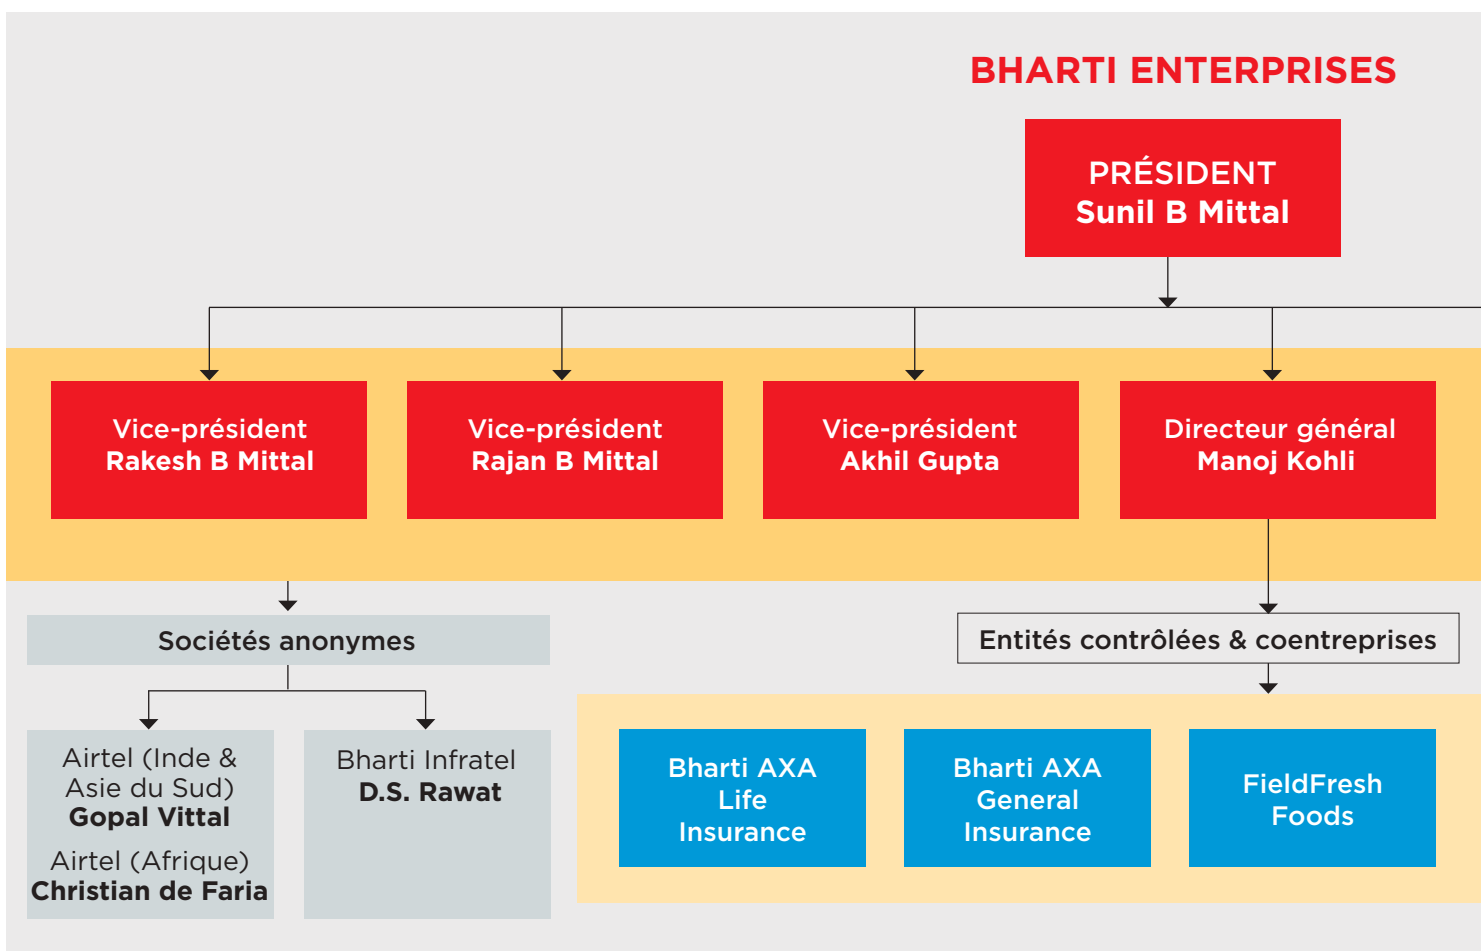 BHARTI ENTERPRISES
PRÉSIDENT
Sunil B Mittal
Vice-président
Rakesh B Mittal
Vice-président
Rajan B Mittal
Vice-président
Akhil Gupta
Directeur général
Manoj Kohli
Sociétés anonymes
Entités contrôlées & coentreprises
Airtel (Inde &
Asie du Sud)
Gopal Vittal
Airtel (Afrique)
Christian de Faria
Bharti Infratel
D.S. Rawat
Bharti AXA
Life
Insurance
Bharti AXA
General
Insurance
FieldFresh
Foods